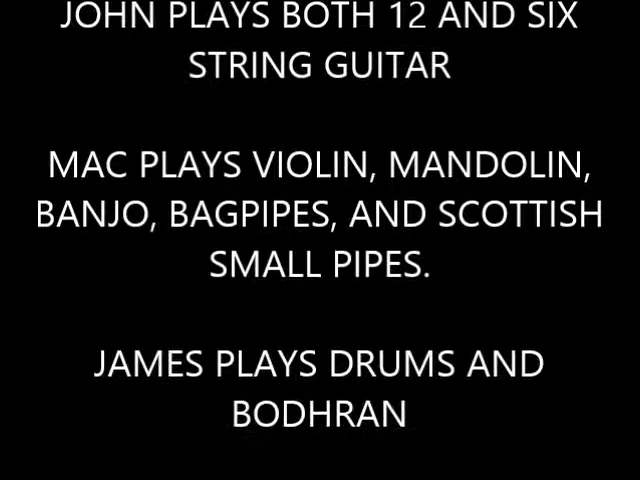 JOHN PLAYS BOTH 12 AND SIX
STRING GUITAR
MAC PLAYS VIOLIN, MANDOLIN,
BANJO, BAGPIPES, AND SCOTTISH
SMALL PIPES.
JAMES PLAYS DRUMS AND
BODHRAN